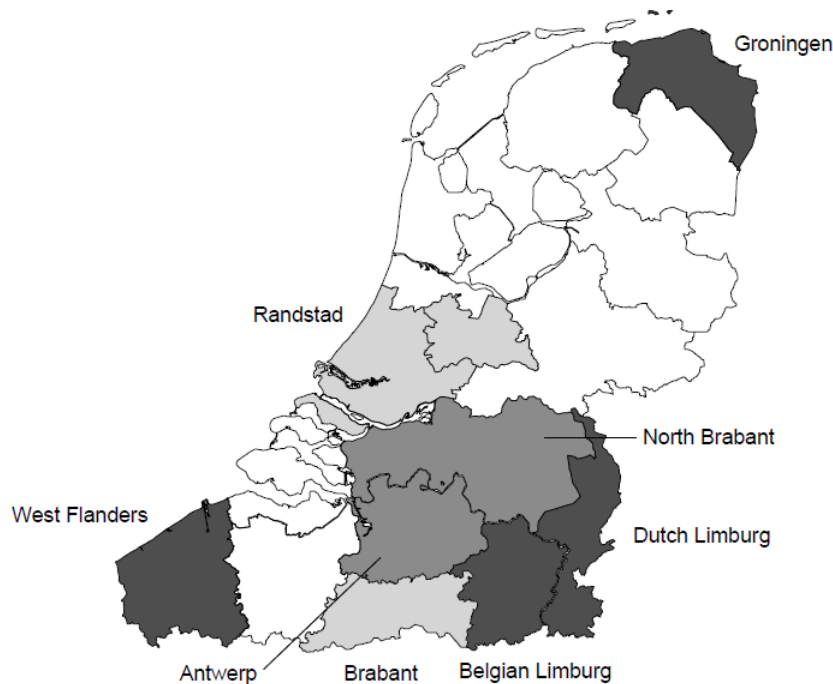 Groningen
Randstad
North Brabant
West Flanders
Dutch Limburg
Antwerp
Brabant
Belgian Limburg